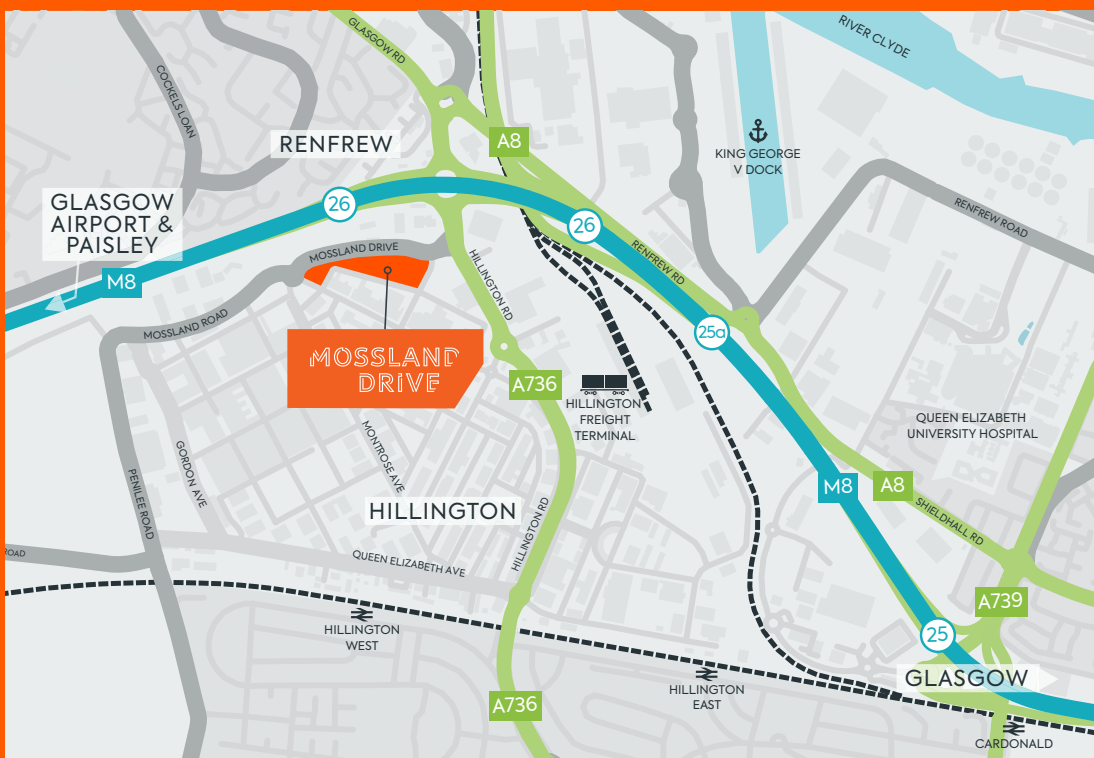 GLASGOW RD
RIVER CLYDE
COCKELS LOAN
RENFREW
A8
KING GEORGE
V DOCK
GLASGOW
AIRPORT &
PAISLEY
26
26
RENFREW ROAD
MOSSLAND DRIVE
RENFREW RD
M8
HILLINGTON RD
MOSSLAND ROAD
25a
MOSSLAND
DRIVE
A736
HILLINGTON
FREIGHT
TERMINAL
QUEEN ELIZABETH
UNIVERSITY HOSPITAL
GORDON AVE
MONTROSE AVE
PENILEE ROAD
M8
A8
HILLINGTON
SHIELDHALL RD
HILLINGTON RD
ROAD
QUEEN ELIZABETH AVE
A739
HILLINGTON
WEST
25
GLASGOW
HILLINGTON
EAST
A736
CARDONALD